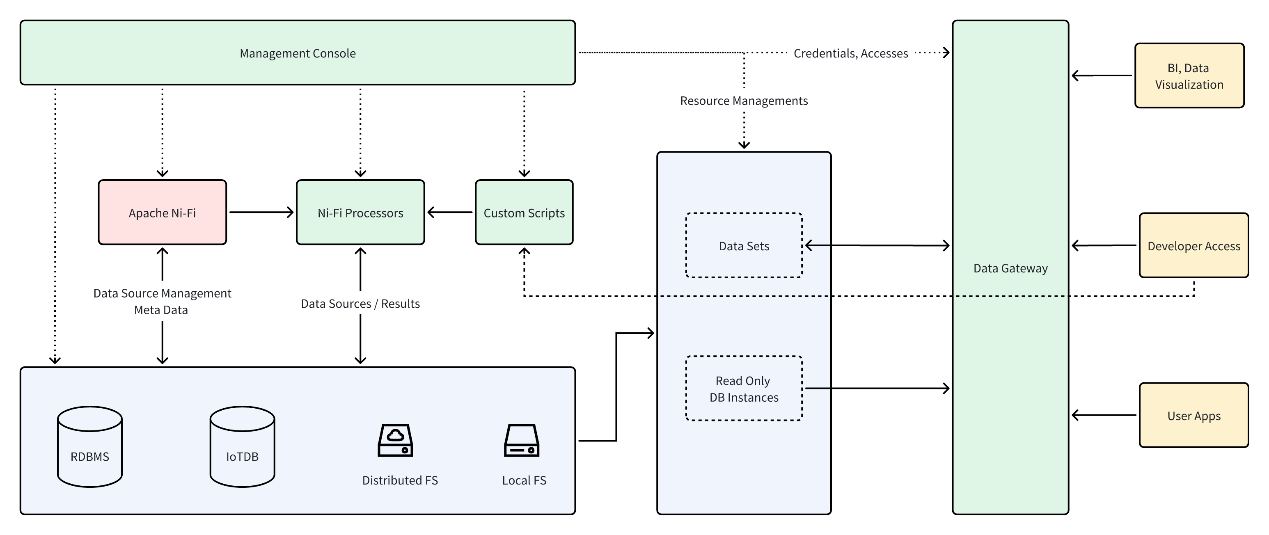 Management Console
Credentials, Accesses
BI, Data
Visualization
Resource Managements
Apache Ni-Fi
Ni-Fi Processors
Custom Scripts
Data Sets
Developer Access
Data Gateway
Data Source Management
Meta Data
Data Sources / Results
Read Only
DB Instances
User Apps
RDBMS
IoTDB
Distributed FS
Local FS